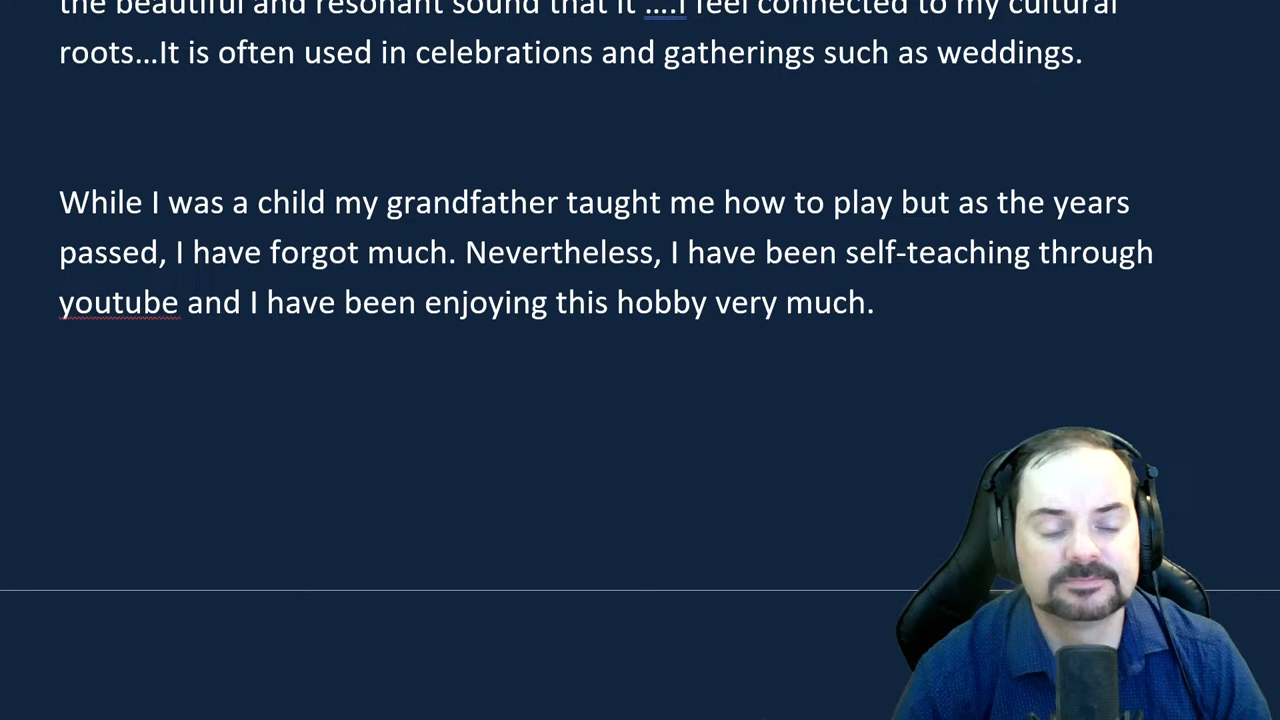 the beautiful and resonant sound that it ....I feel connected to my cultural
roots...It is often used in celebrations and gatherings such as weddings.
While I was a child my grandfather taught me how to play but as the years
passed, I have forgot much. Nevertheless, I have been self-teaching through
youtube and I have been enjoying this hobby very much.